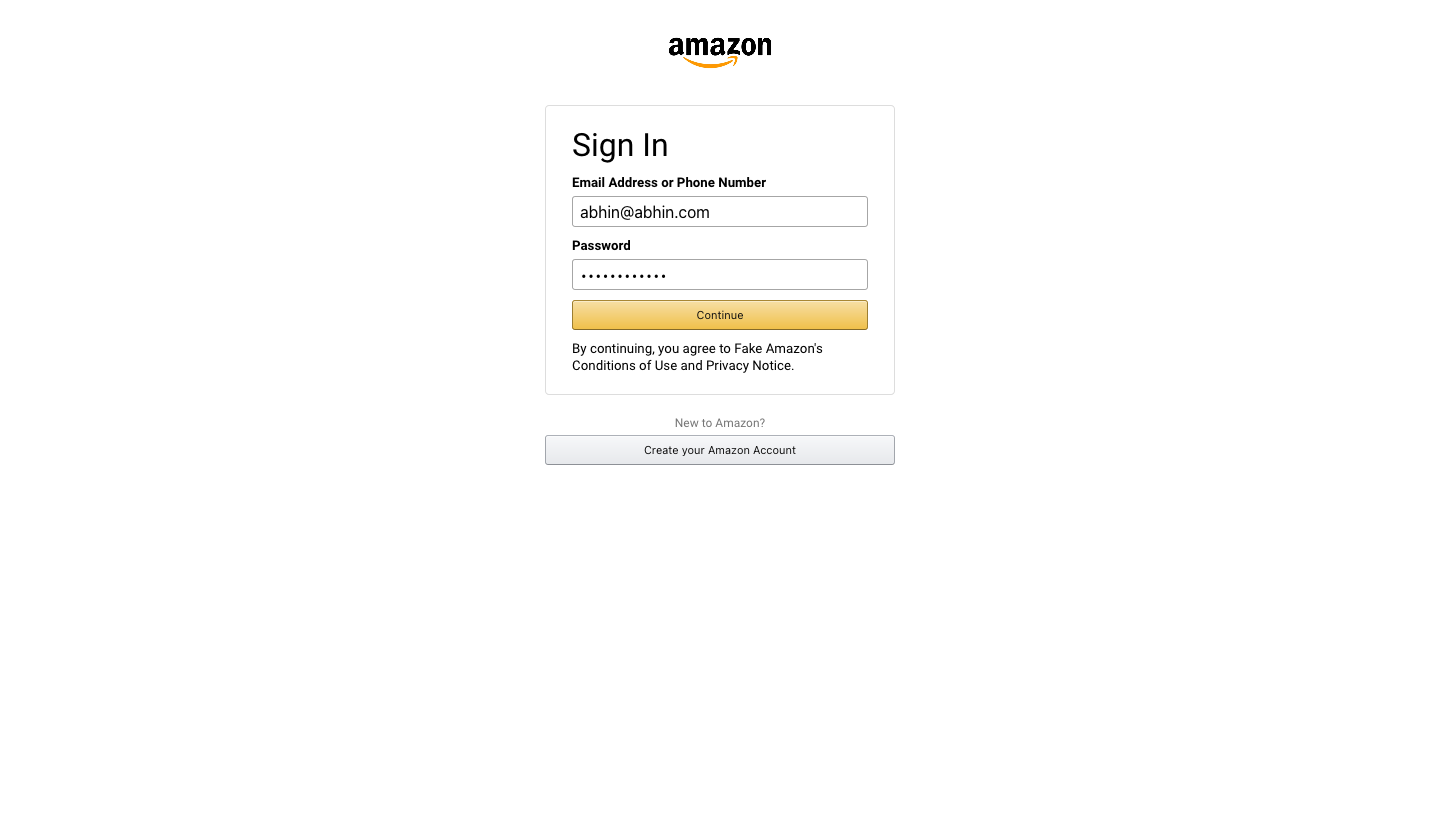 amazon
Sign In
Email Address or Phone Number
abhin@abhin.com
Password
••••••••••••
Continue
By continuing, you agree to Fake Amazon's
Conditions of Use and Privacy Notice.
New to Amazon?
Create your Amazon Account